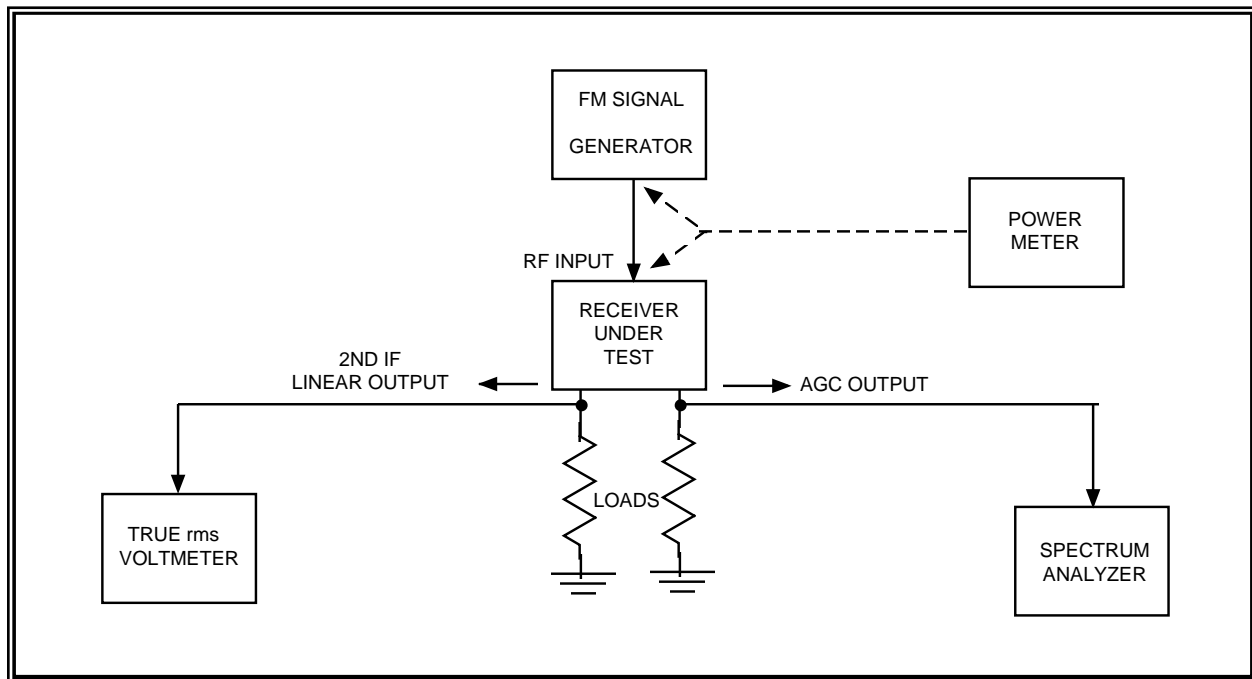 FM SIGNAL
GENERATOR
POWER
METER
RF INPUT
RECEIVER
UNDER
TEST
2ND IF
LINEAR OUTPUT
AGC OUTPUT
LOADS
TRUE rms
VOLTMETER
SPECTRUM
ANALYZER